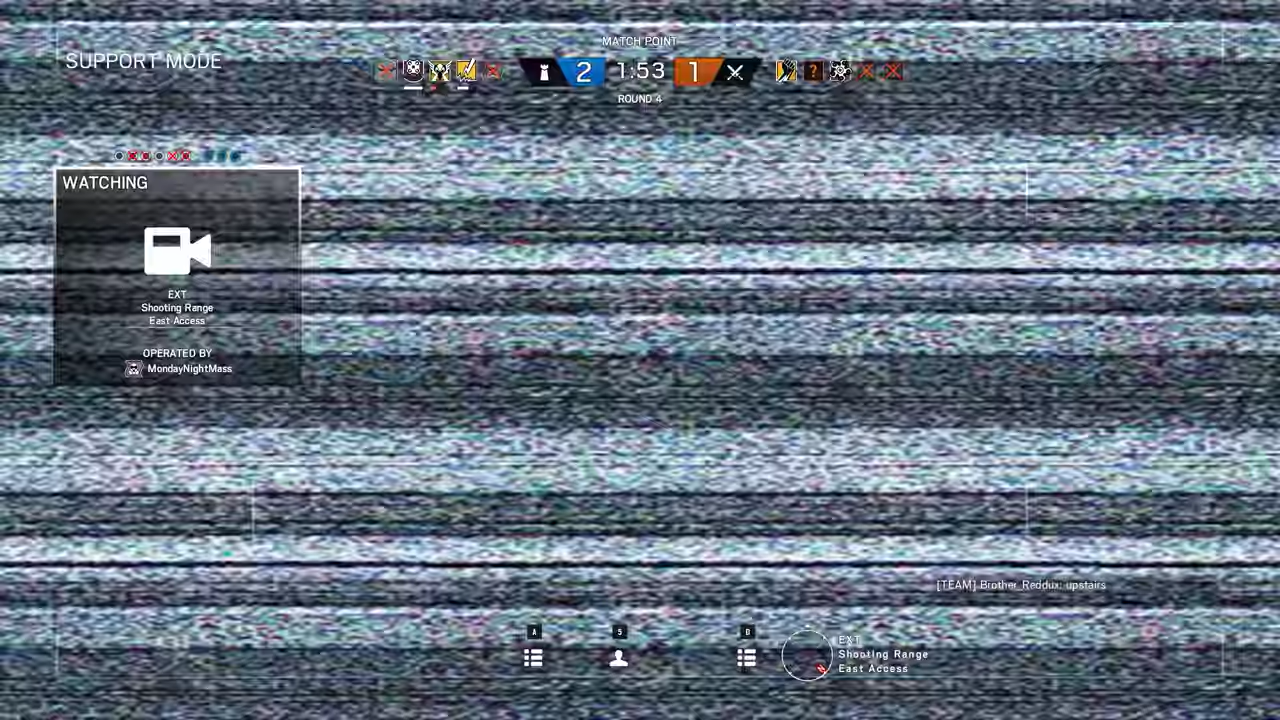 SUPPORT MODE
MATCH POINT
2 1:53 1
?
ROUND 4
WATCHING
EXT
Shooting Range
East Access
OPERATED BY
MondayNightMass
[TEAM] Brother_Reddux: upstairs
A
S
D
EXT
Shooting Range
East Access